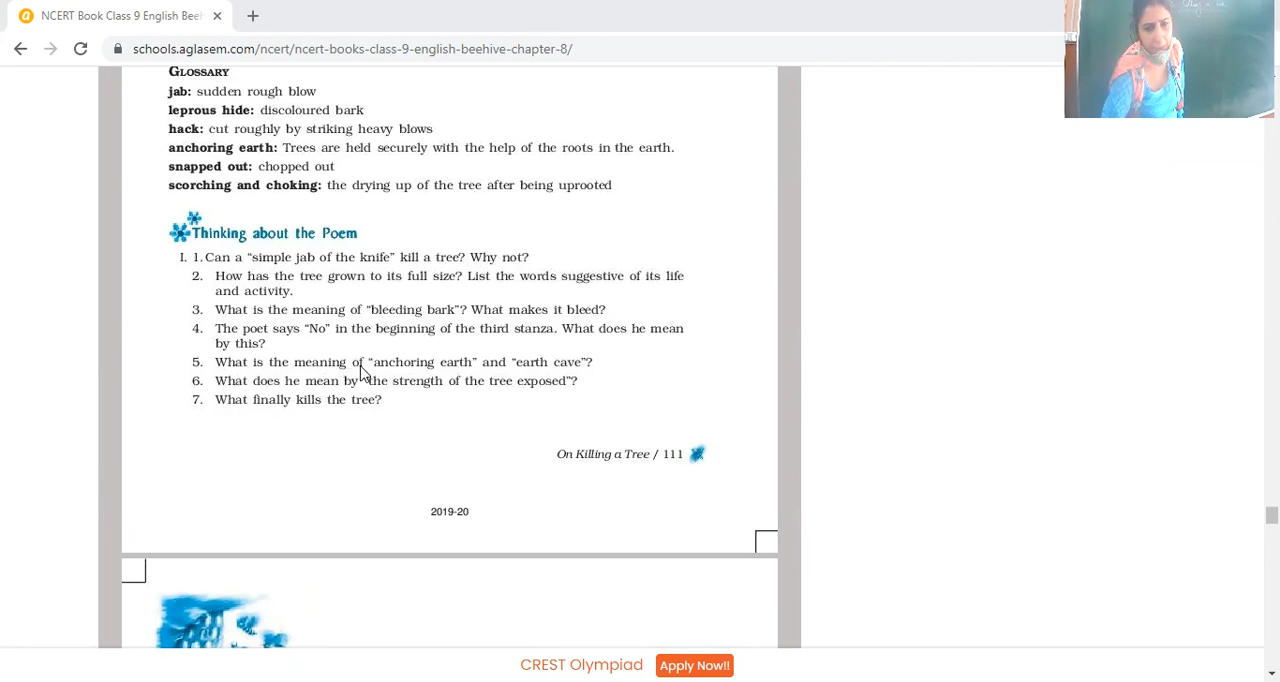 NCERT Book Class 9 English Beeh
schools.aglasem.com/ncert/ncert-books-class-9-english-beehive-chapter-8/
GLOSSARY
jab: sudden rough blow
leprous hide: discoloured bark
hack: cut roughly by striking heavy blows
anchoring earth: Trees are held securely with the help of the roots in the earth.
snapped out: chopped out
scorching and choking: the drying up of the tree after being uprooted
Thinking about the Poem
I. 1. Can a “simple jab of the knife” kill a tree? Why not?
2. How has the tree grown to its full size? List the words suggestive of its life
and activity.
3. What is the meaning of “bleeding bark”? What makes it bleed?
4. The poet says “No” in the beginning of the third stanza. What does he mean
by this?
5. What is the meaning of “anchoring earth” and “earth cave”?
6. What does he mean by “the strength of the tree exposed”?
7. What finally kills the tree?
On Killing a Tree / 111
2019-20
CREST Olympiad Apply Now!!